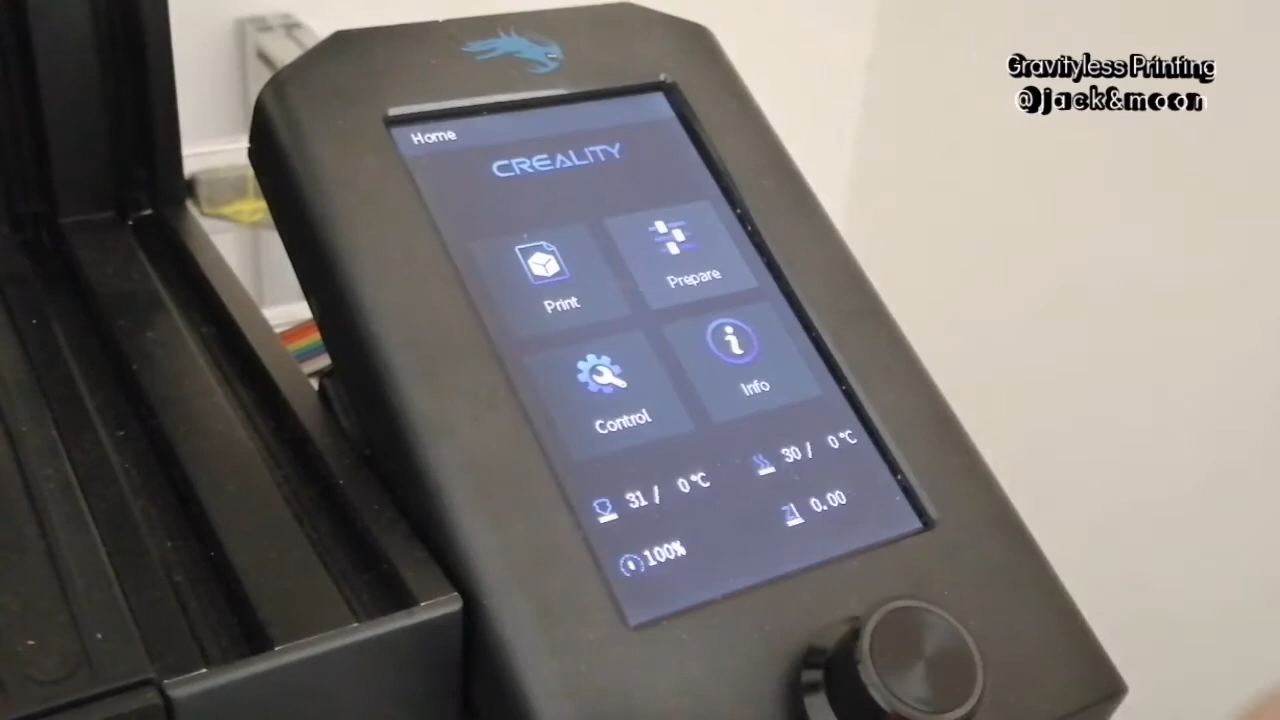 Gravityless Printing
@jack&moon
Home
CREALITY
Print
Prepare
Control
Info
31 / 0°C
30 / 0°C
Z 0.00
100%